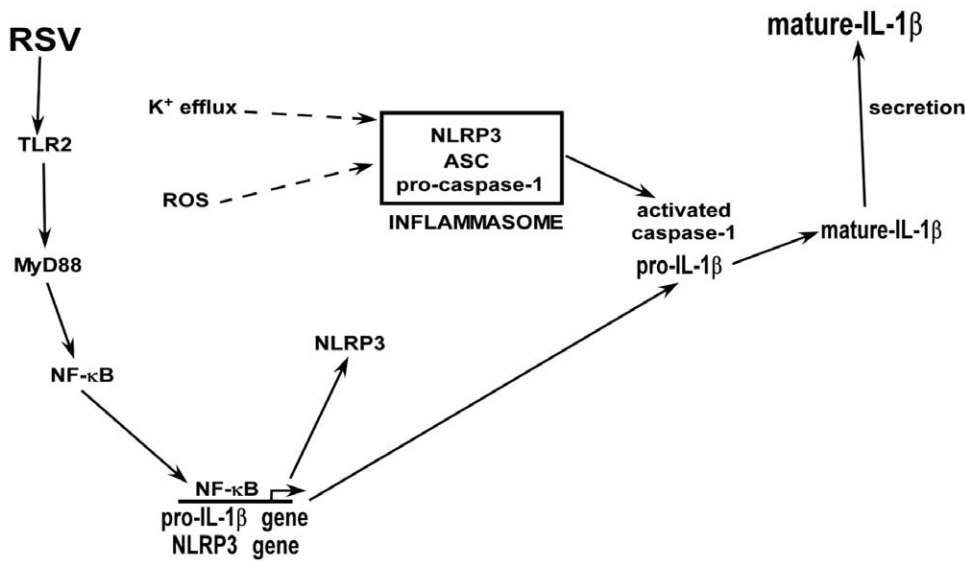 RSV
mature-IL-1β
K⁺ efflux
secretion
TLR2
NLRP3
ASC
pro-caspase-1
ROS
INFLAMMASOME
activated
caspase-1
mature-IL-1β
MyD88
pro-IL-1β
NLRP3
NF-κB
NF-κB
pro-IL-1β gene
NLRP3 gene